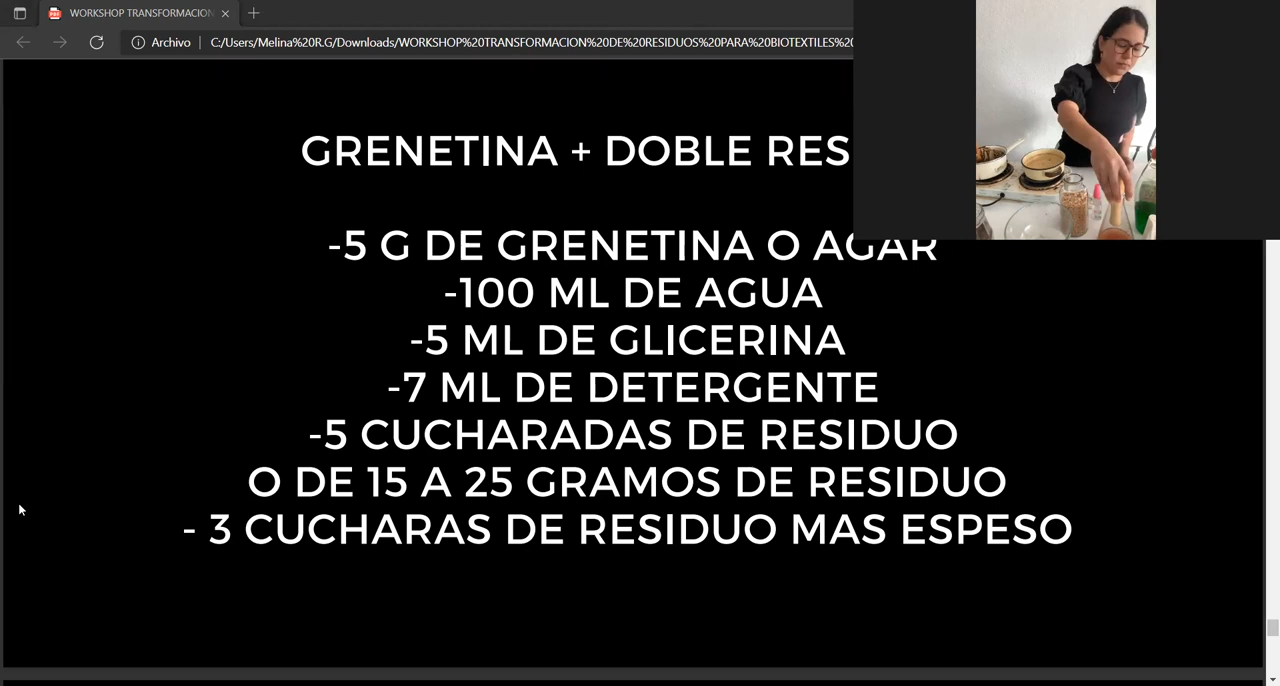 WORKSHOP TRANSFORMACION
Archivo
C:/Users/Melina%20R.G/Downloads/WORKSHOP%20TRANSFORMACION%20DE%20RESIDUOS%20PARA%20BIOTEXTILES%20
GRENETINA + DOBLE RES
-5 G DE GRENETINA O AGAR
-100 ML DE AGUA
-5 ML DE GLICERINA
-7 ML DE DETERGENTE
-5 CUCHARADAS DE RESIDUO
O DE 15 A 25 GRAMOS DE RESIDUO
- 3 CUCHARAS DE RESIDUO MAS ESPESO